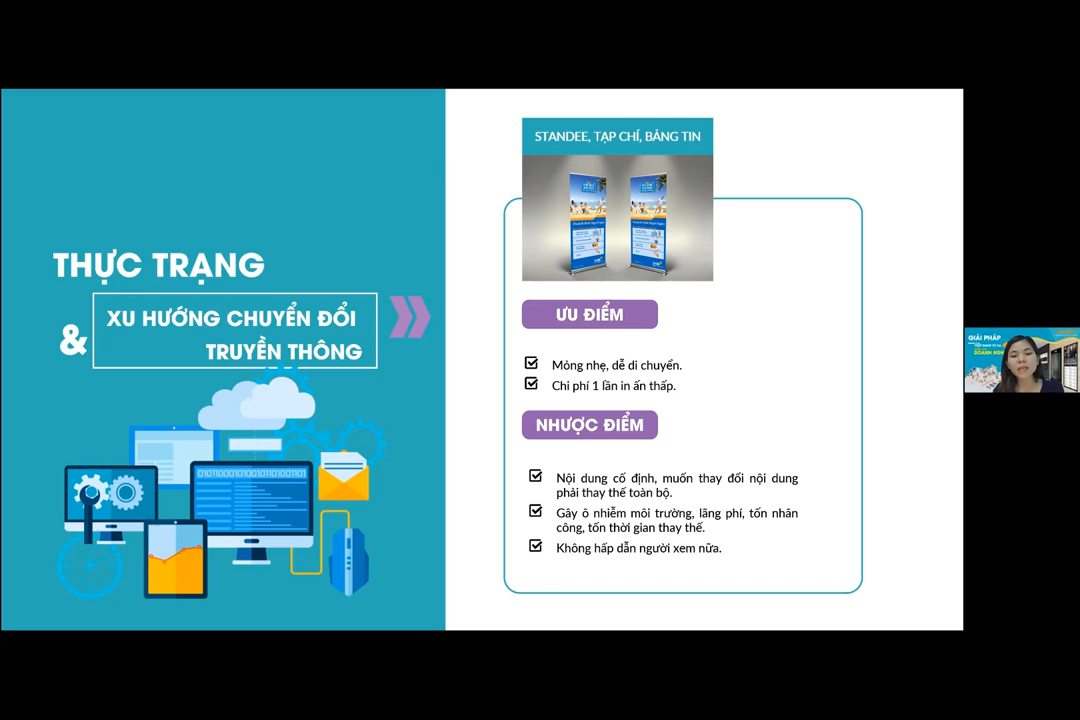 THỰC TRẠNG
&
XU HƯỚNG CHUYỂN ĐỔI
TRUYỀN THÔNG
0101100010100101101001101
STANDEE, TẠP CHÍ, BẢNG TIN
ƯU ĐIỂM
Mỏng nhẹ, dễ di chuyển.
Chi phí 1 lần in ấn thấp.
NHƯỢC ĐIỂM
Nội dung cố định, muốn thay đổi nội dung
phải thay thế toàn bộ.
Gây ô nhiễm môi trường, lãng phí, tốn nhân
công, tốn thời gian thay thế.
Không hấp dẫn người xem nữa.
GIẢI PHÁP